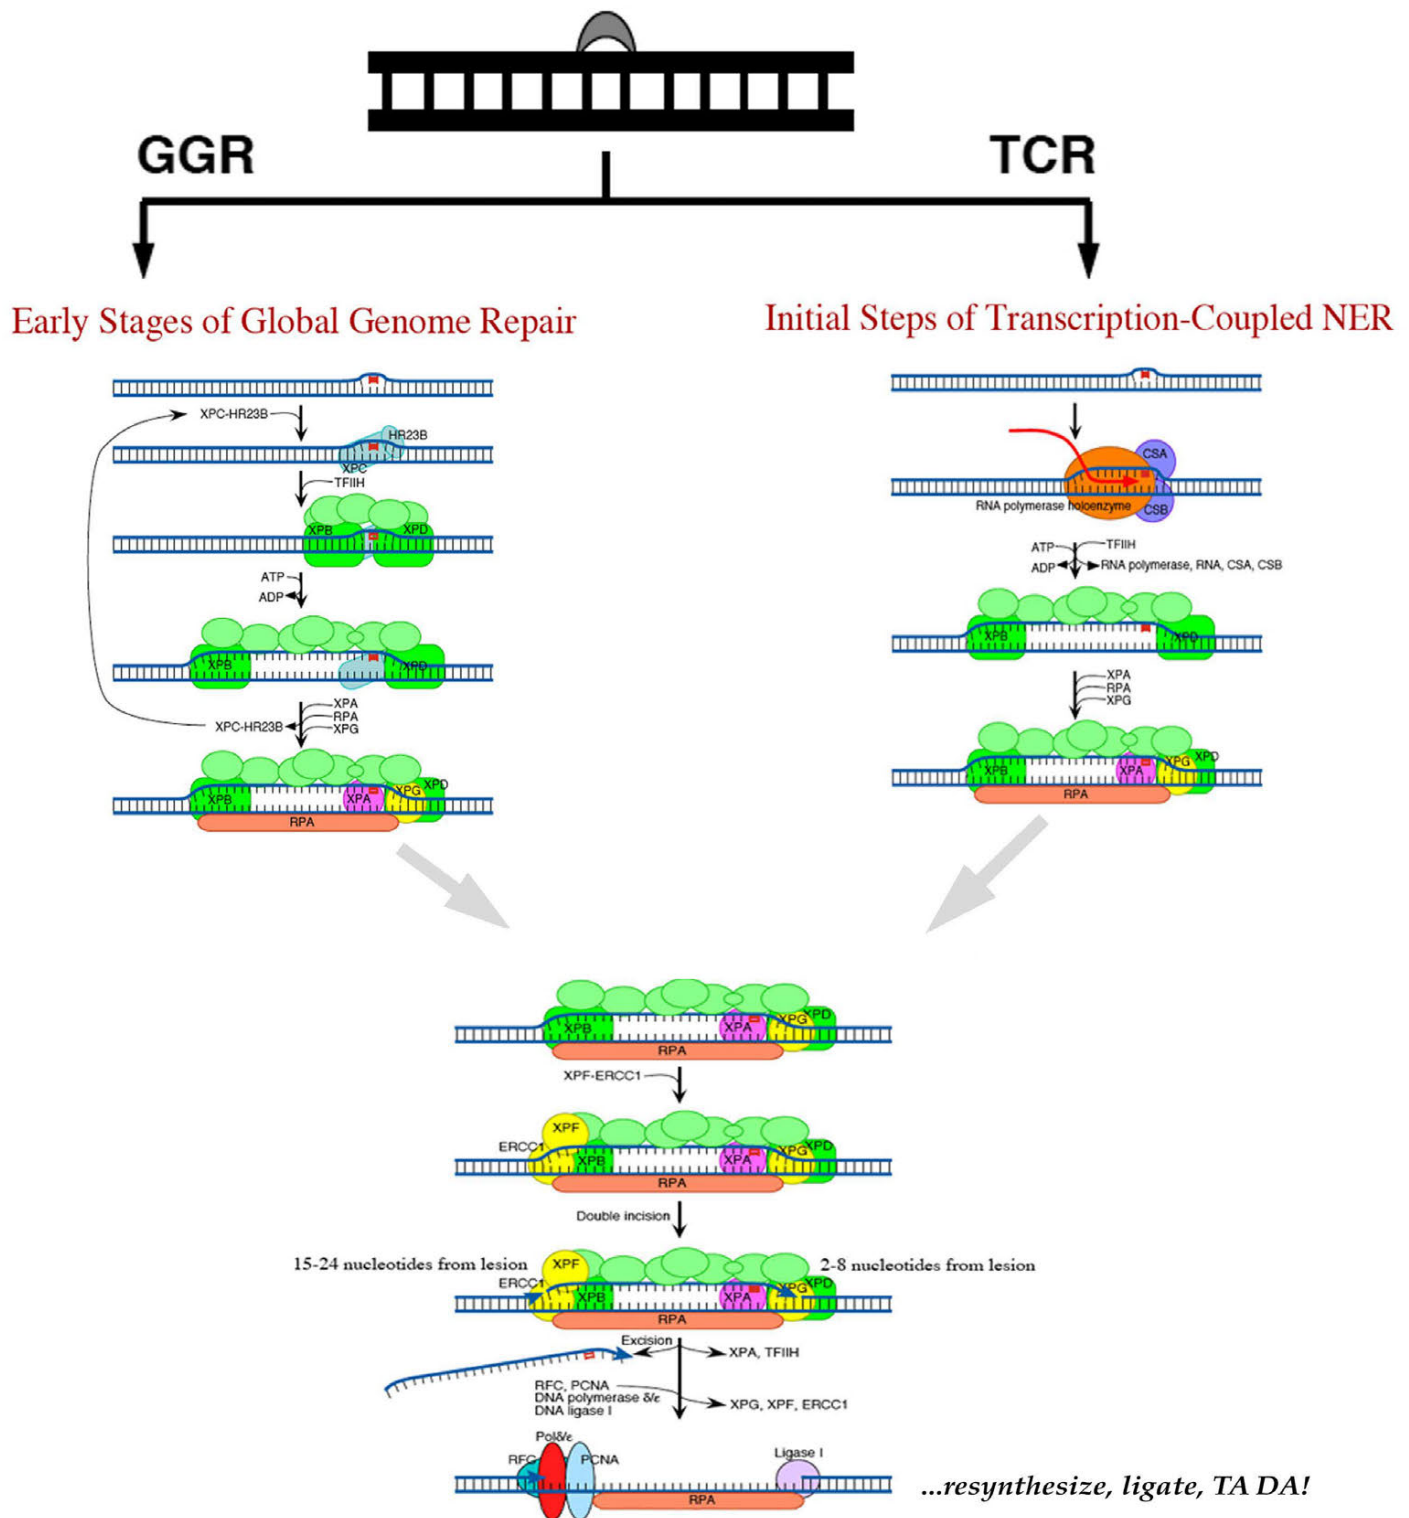 GGR
TCR
Early Stages of Global Genome Repair
XPC-HR23B
HR23B
XPC
TFIIH
XPB
XPD
ATP
ADP
XPB
XPD
XPA
RPA
XPG
XPC-HR23B
XPB
XPA
XPG
XPD
RPA
Initial Steps of Transcription-Coupled NER
CSA
RNA polymerase holoenzyme
CSB
ATP
TFIIH
ADP
RNA polymerase, RNA, CSA, CSB
XPB
XPD
XPA
RPA
XPG
XPB
XPA
XPG
XPD
RPA
XPB
XPA
XPG
XPD
RPA
XPF-ERCC1
XPF
ERCC1
XPB
XPA
XPG
XPD
RPA
Double incision
15-24 nucleotides from lesion
2-8 nucleotides from lesion
XPF
ERCC1
XPB
XPA
XPG
XPD
RPA
Excision
XPA, TFIIH
RFC, PCNA
DNA polymerase δ/ε
DNA ligase I
XPG, XPF, ERCC1
Polδ/ε
RFC
PCNA
Ligase I
RPA
...resynthesize, ligate, TA DA!